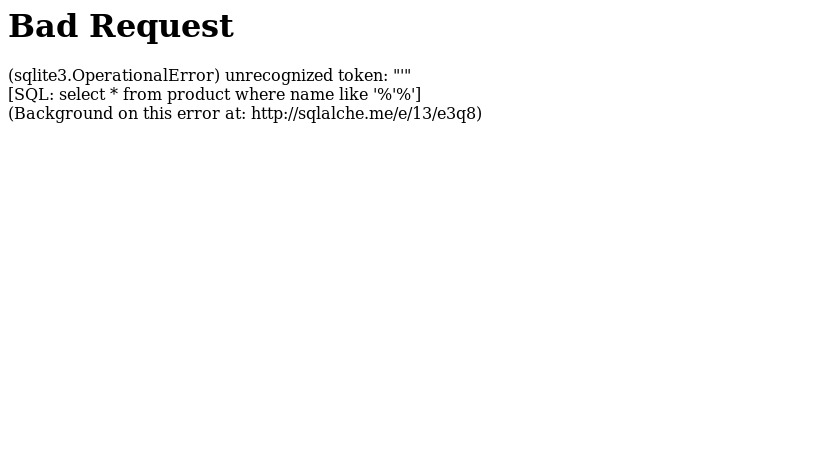 Bad Request
(sqlite3.OperationalError) unrecognized token: "'"
[SQL: select * from product where name like '%'%']
(Background on this error at: http://sqlalche.me/e/13/e3q8)